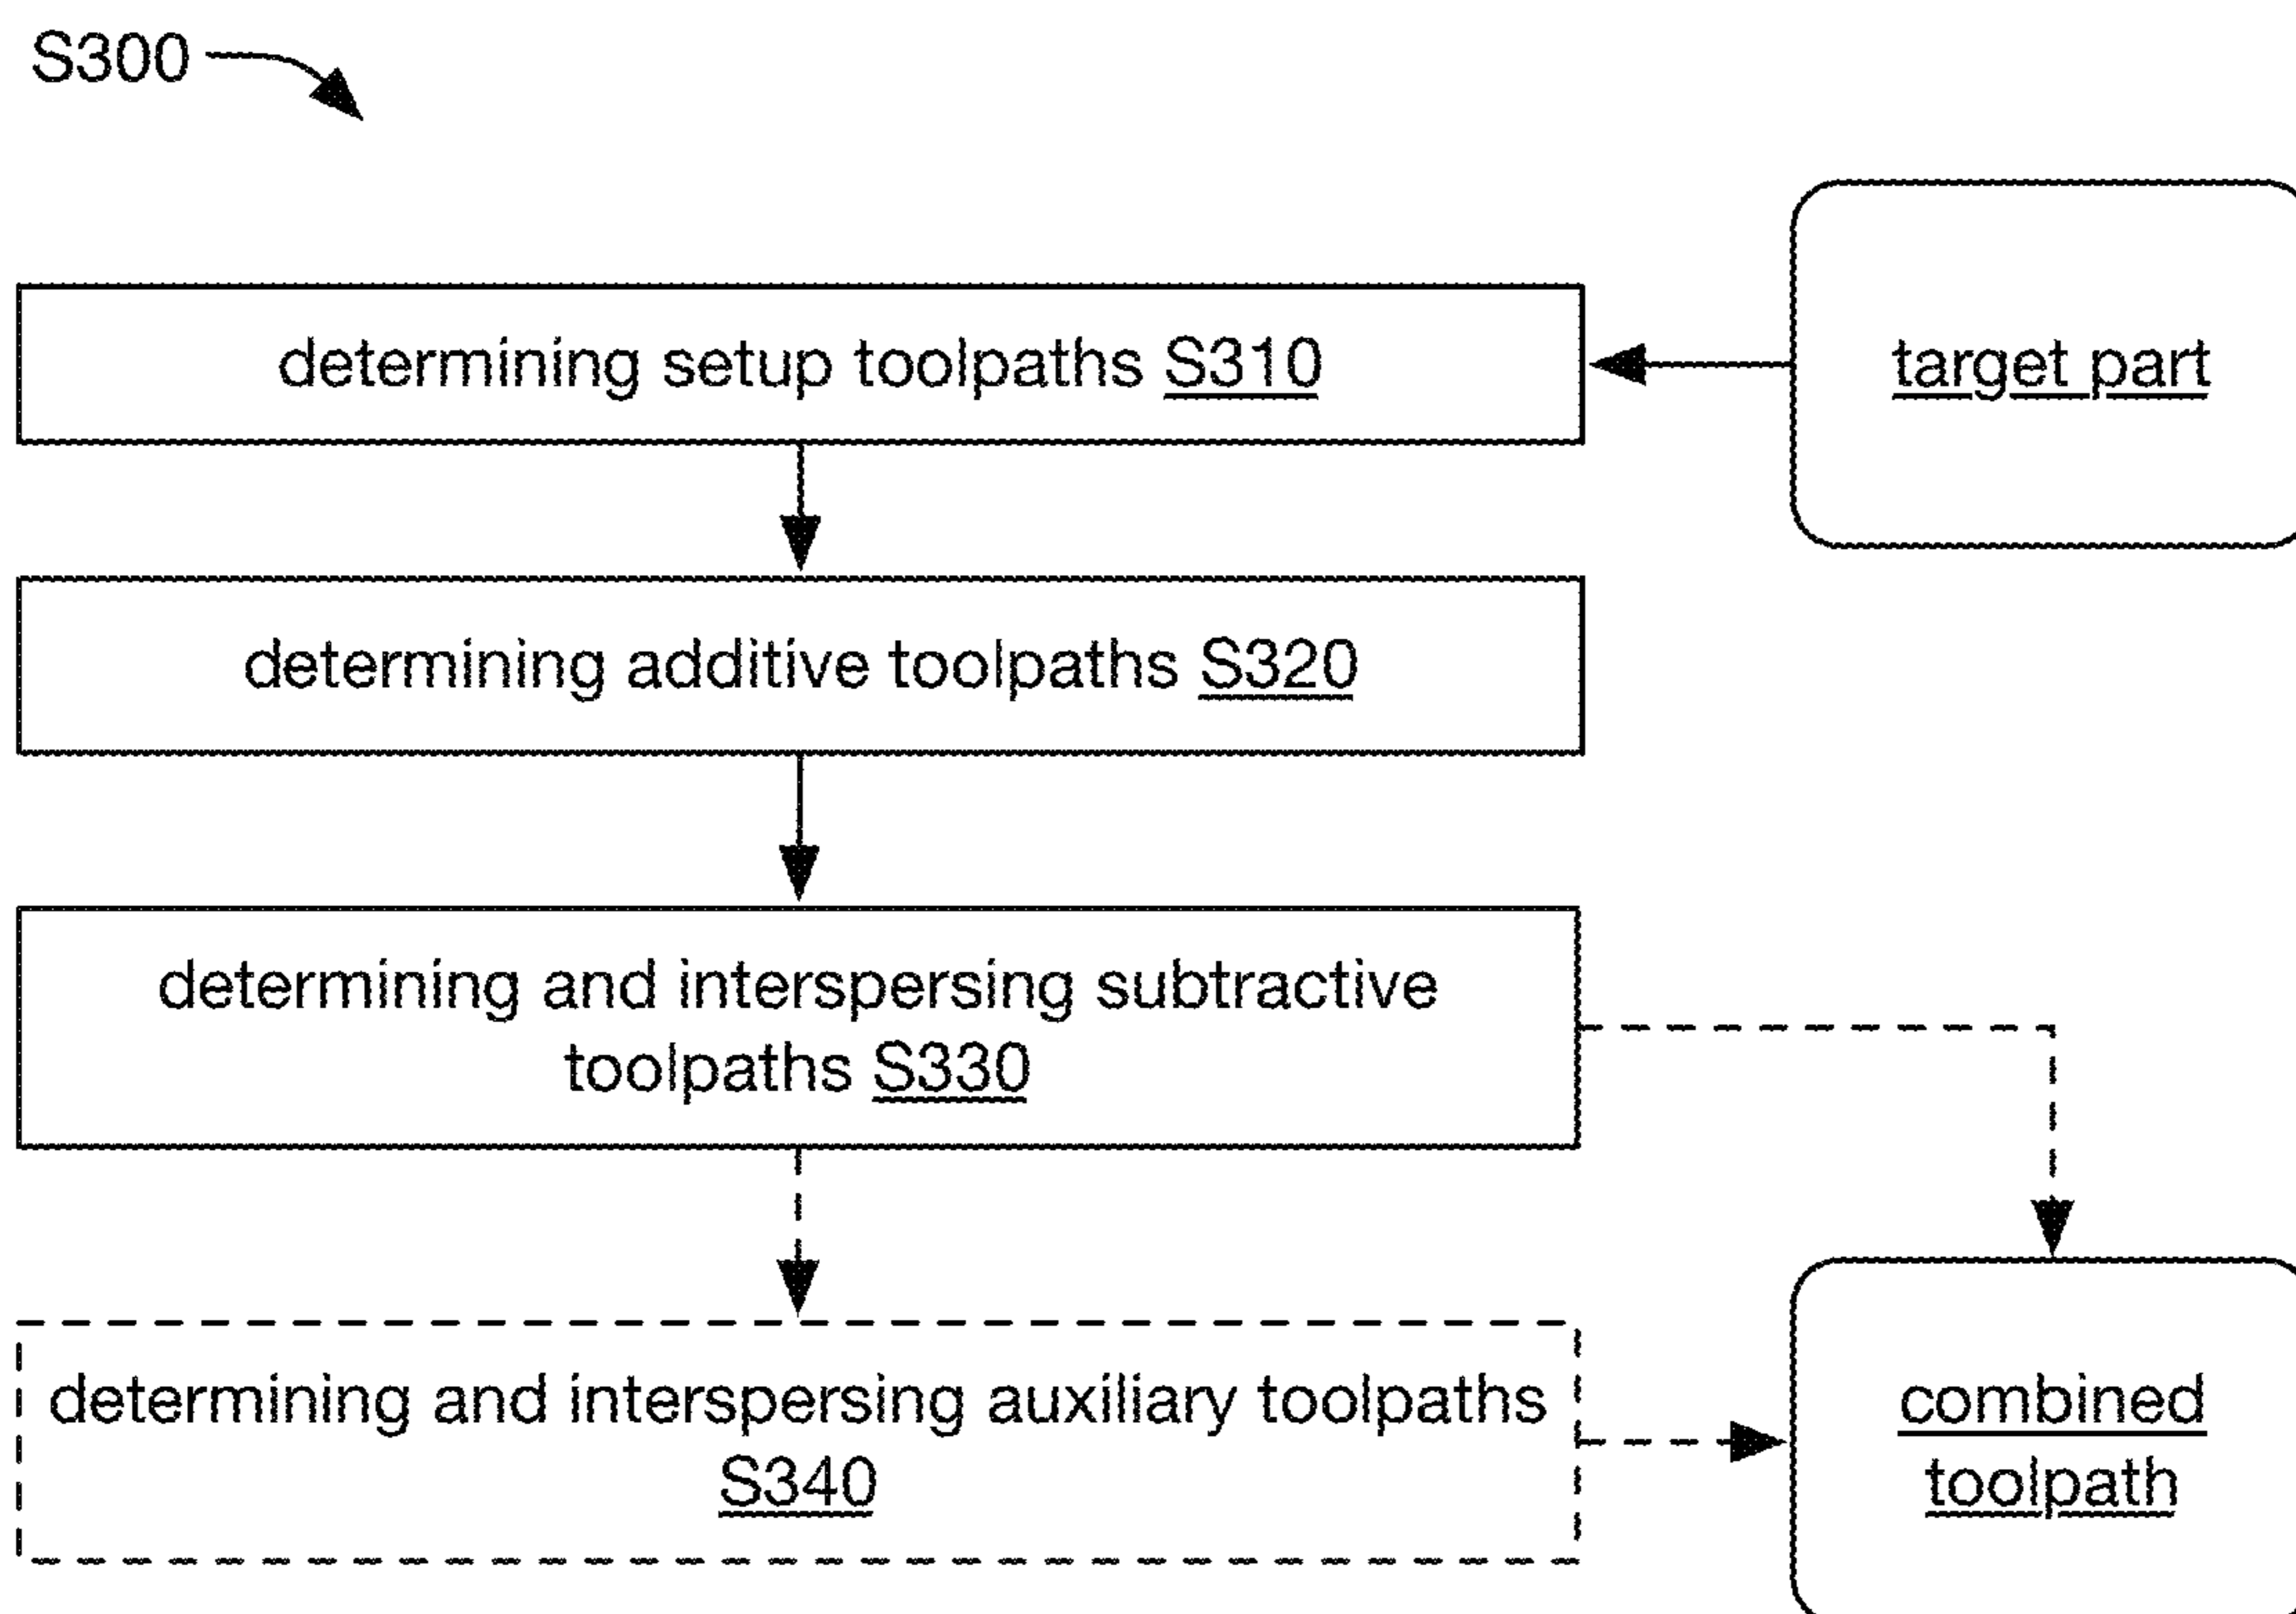 S300
determining setup toolpaths S310
target part
determining additive toolpaths S320
determining and interspersing subtractive
toolpaths S330
determining and interspersing auxiliary toolpaths
S340
combined
toolpath